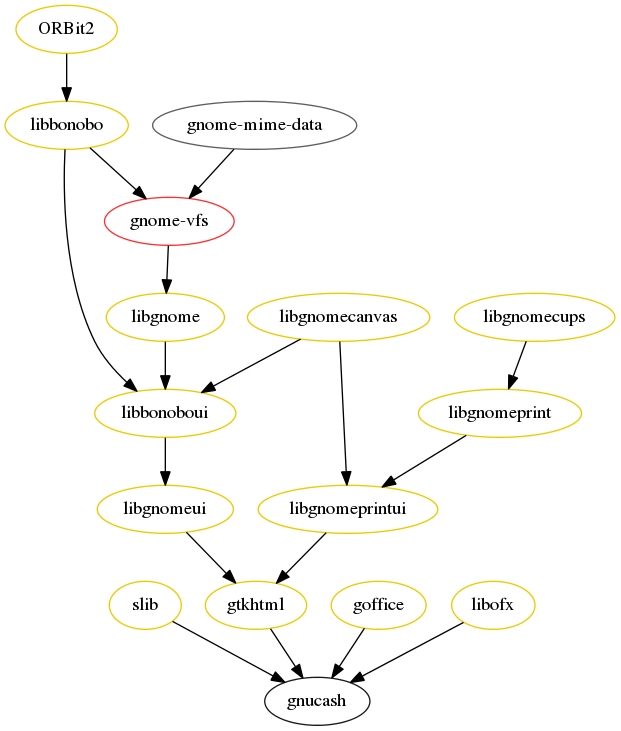 ORBit2
libbonobo
gnome-mime-data
gnome-vfs
libgnome
libgnomecanvas
libgnomecups
libbonoboui
libgnomeprint
libgnomeui
libgnomeprintui
slib
gtkhtml
goffice
libofx
gnucash